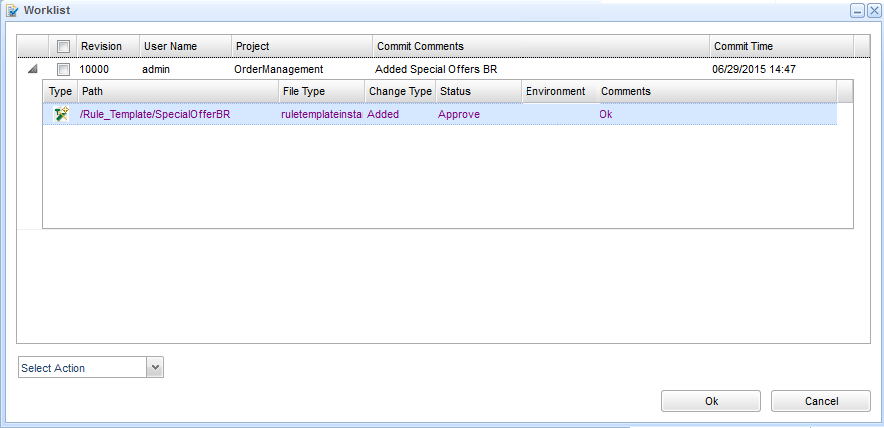 Worklist
Revision User Name Project Commit Comments Commit Time
10000 admin OrderManagement Added Special Offers BR 06/29/2015 14:47
Type Path File Type Change Type Status Environment Comments
/Rule_Template/SpecialOfferBR ruletemplateinsta Added Approve Ok
Select Action
Ok Cancel